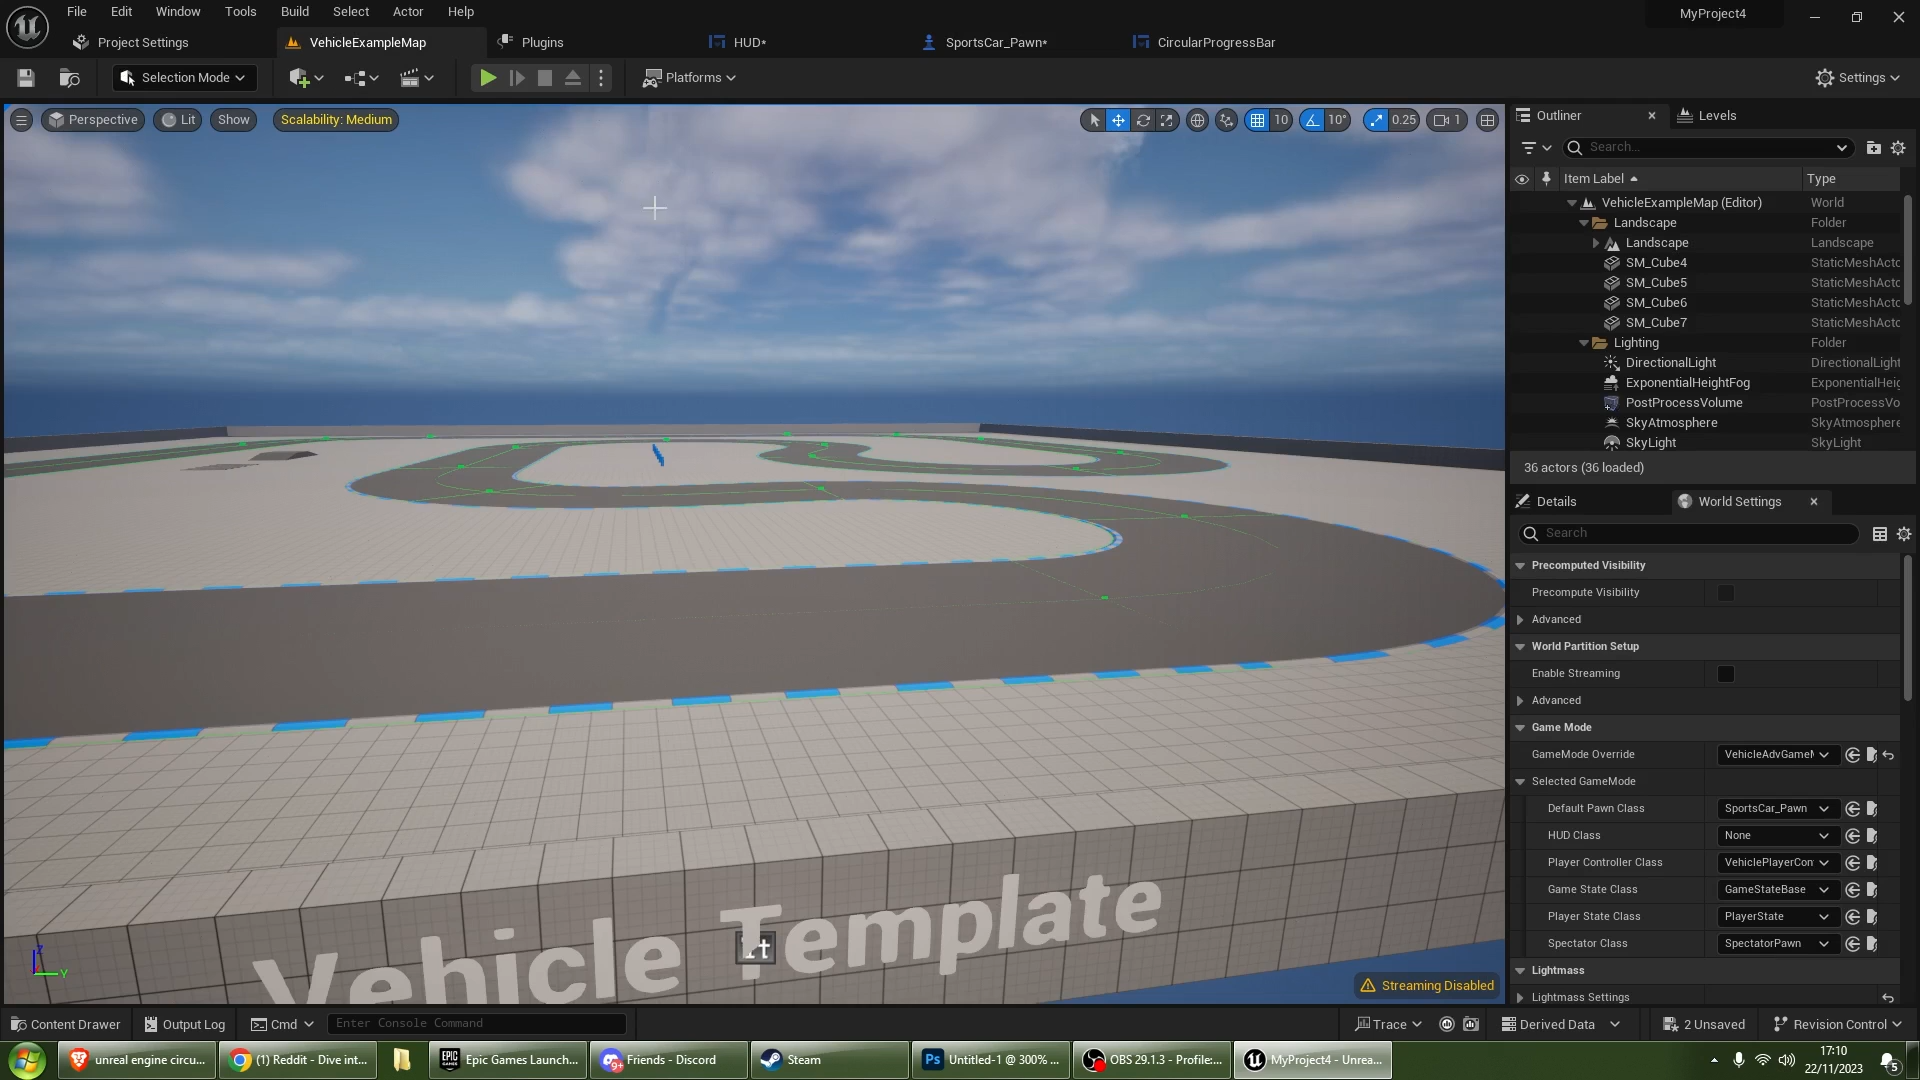 File Edit Window Tools Build Select Actor Help
MyProject4
Project Settings
VehicleExampleMap
Plugins
HUD*
SportsCar_Pawn*
CircularProgressBar
Selection Mode
Platforms
Settings
Perspective
Lit
Show
Scalability: Medium
10
10°
0.25
1
Outliner
Levels
Search...
Item Label
Type
VehicleExampleMap (Editor) World
Landscape Folder
Landscape Landscape
SM_Cube4 StaticMeshActo
SM_Cube5 StaticMeshActo
SM_Cube6 StaticMeshActo
SM_Cube7 StaticMeshActo
Lighting Folder
DirectionalLight DirectionalLight
ExponentialHeightFog ExponentialHeig
PostProcessVolume PostProcessVo
SkyAtmosphere SkyAtmosphere
SkyLight SkyLight
36 actors (36 loaded)
Details
World Settings
Search
Precomputed Visibility
Precompute Visibility
Advanced
World Partition Setup
Enable Streaming
Advanced
Game Mode
GameMode Override VehicleAdvGameM
Selected GameMode
Default Pawn Class SportsCar_Pawn
HUD Class None
Player Controller Class VehiclePlayerCon
Game State Class GameStateBase
Player State Class PlayerState
Spectator Class SpectatorPawn
Lightmass
Lightmass Settings
Vehicle Template
Z
Y
Streaming Disabled
Content Drawer
Output Log
Cmd
Enter Console Command
Trace
Derived Data
2 Unsaved
Revision Control
unreal engine circu...
(1) Reddit - Dive int...
EPIC GAMES
Epic Games Launch...
9+
Friends - Discord
Steam
Ps
Untitled-1 @ 300% ...
OBS 29.1.3 - Profile:...
MyProject4 - Unrea...
17:10
22/11/2023
5